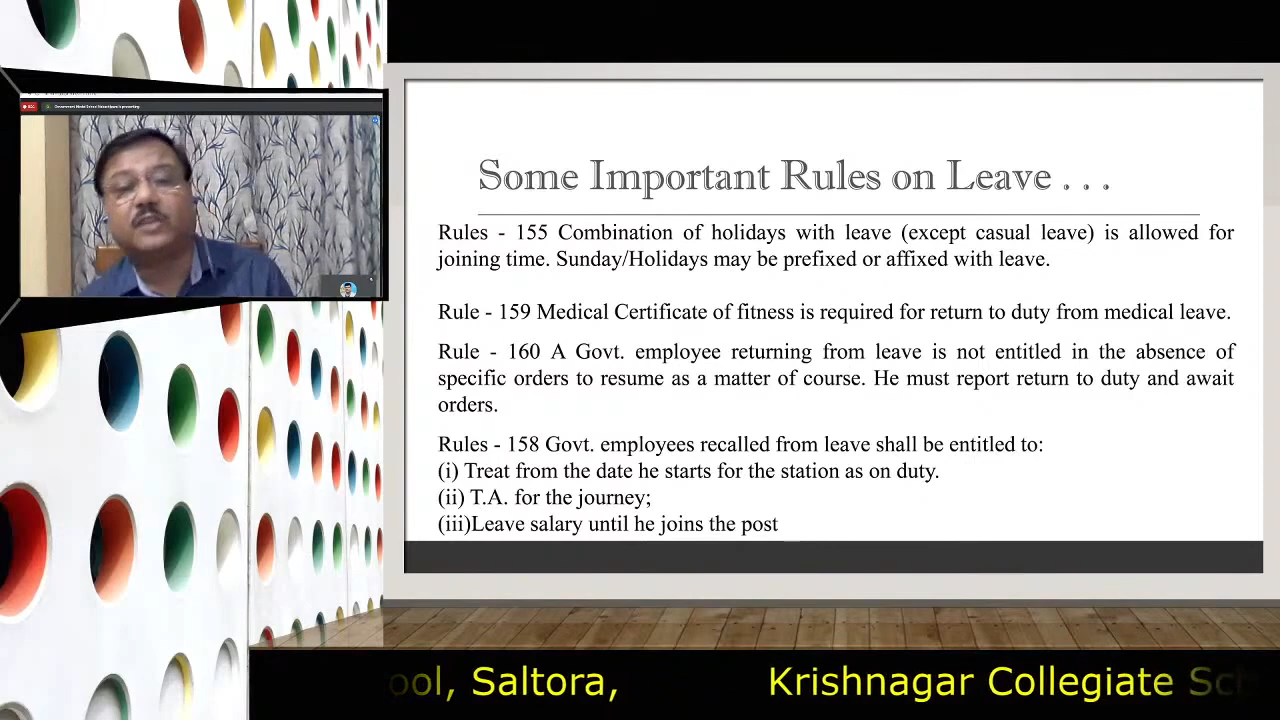 REC
Some Important Rules on Leave . . .
Rules - 155 Combination of holidays with leave (except casual leave) is allowed for
joining time. Sunday/Holidays may be prefixed or affixed with leave.
Rule - 159 Medical Certificate of fitness is required for return to duty from medical leave.
Rule - 160 A Govt. employee returning from leave is not entitled in the absence of
specific orders to resume as a matter of course. He must report return to duty and await
orders.
Rules - 158 Govt. employees recalled from leave shall be entitled to:
(i) Treat from the date he starts for the station as on duty.
(ii) T.A. for the journey;
(iii)Leave salary until he joins the post
ool, Saltora, Krishnagar Collegiate Sch